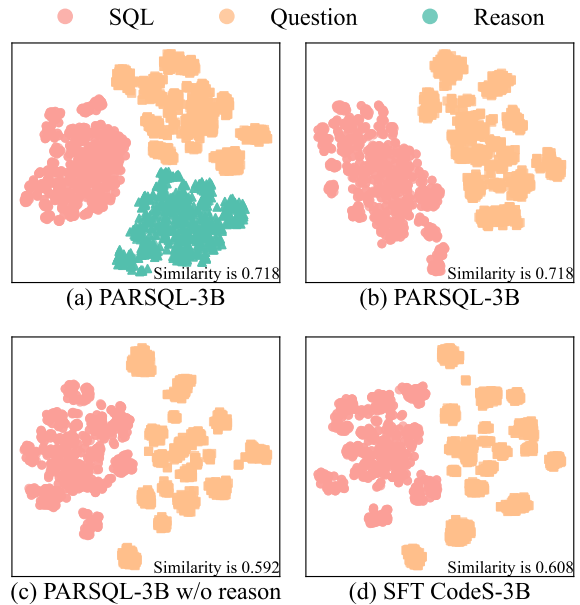 SQL Question Reason
Similarity is 0.718
(a) PARSQL-3B
Similarity is 0.718
(b) PARSQL-3B
Similarity is 0.592
(c) PARSQL-3B w/o reason
Similarity is 0.608
(d) SFT CodeS-3B